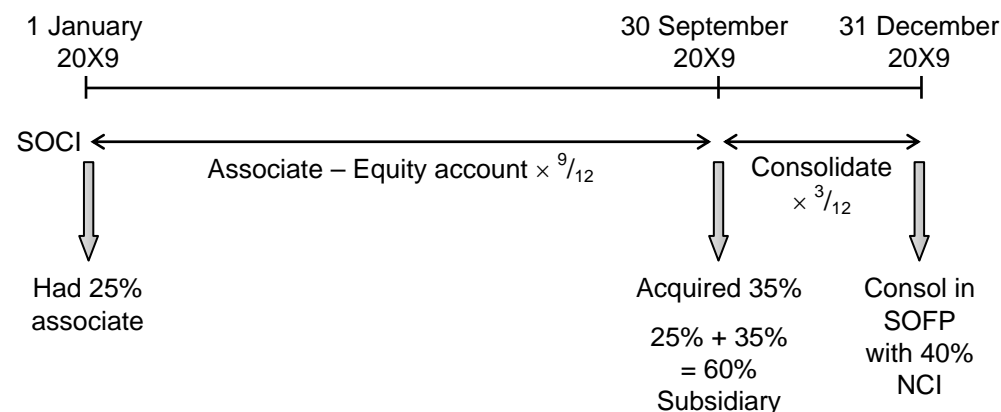 1 January
20X9
30 September
20X9
31 December
20X9
SOCI
Associate – Equity account × 9/12
Consolidate
× 3/12
Had 25%
associate
Acquired 35%
25% + 35%
= 60%
Subsidiary
Consol in
SOFP
with 40%
NCI